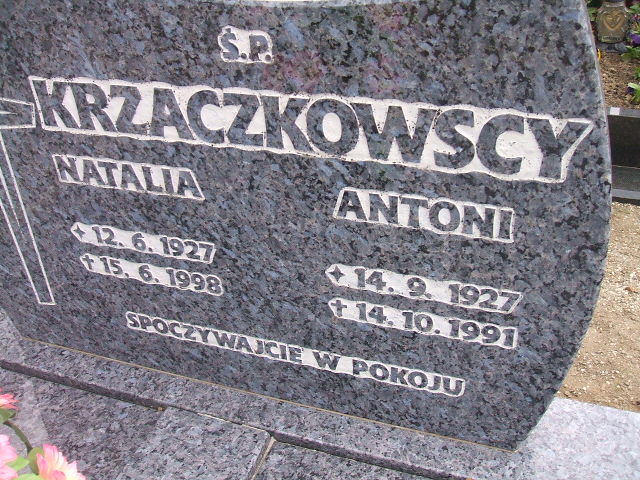 Ś.P.
KRZACZKOWSCY
NATALIA
12. 6. 1927
15. 6. 1998
ANTONI
14. 9. 1927
14. 10. 1991
SPOCZYWAJCIE W POKOJU